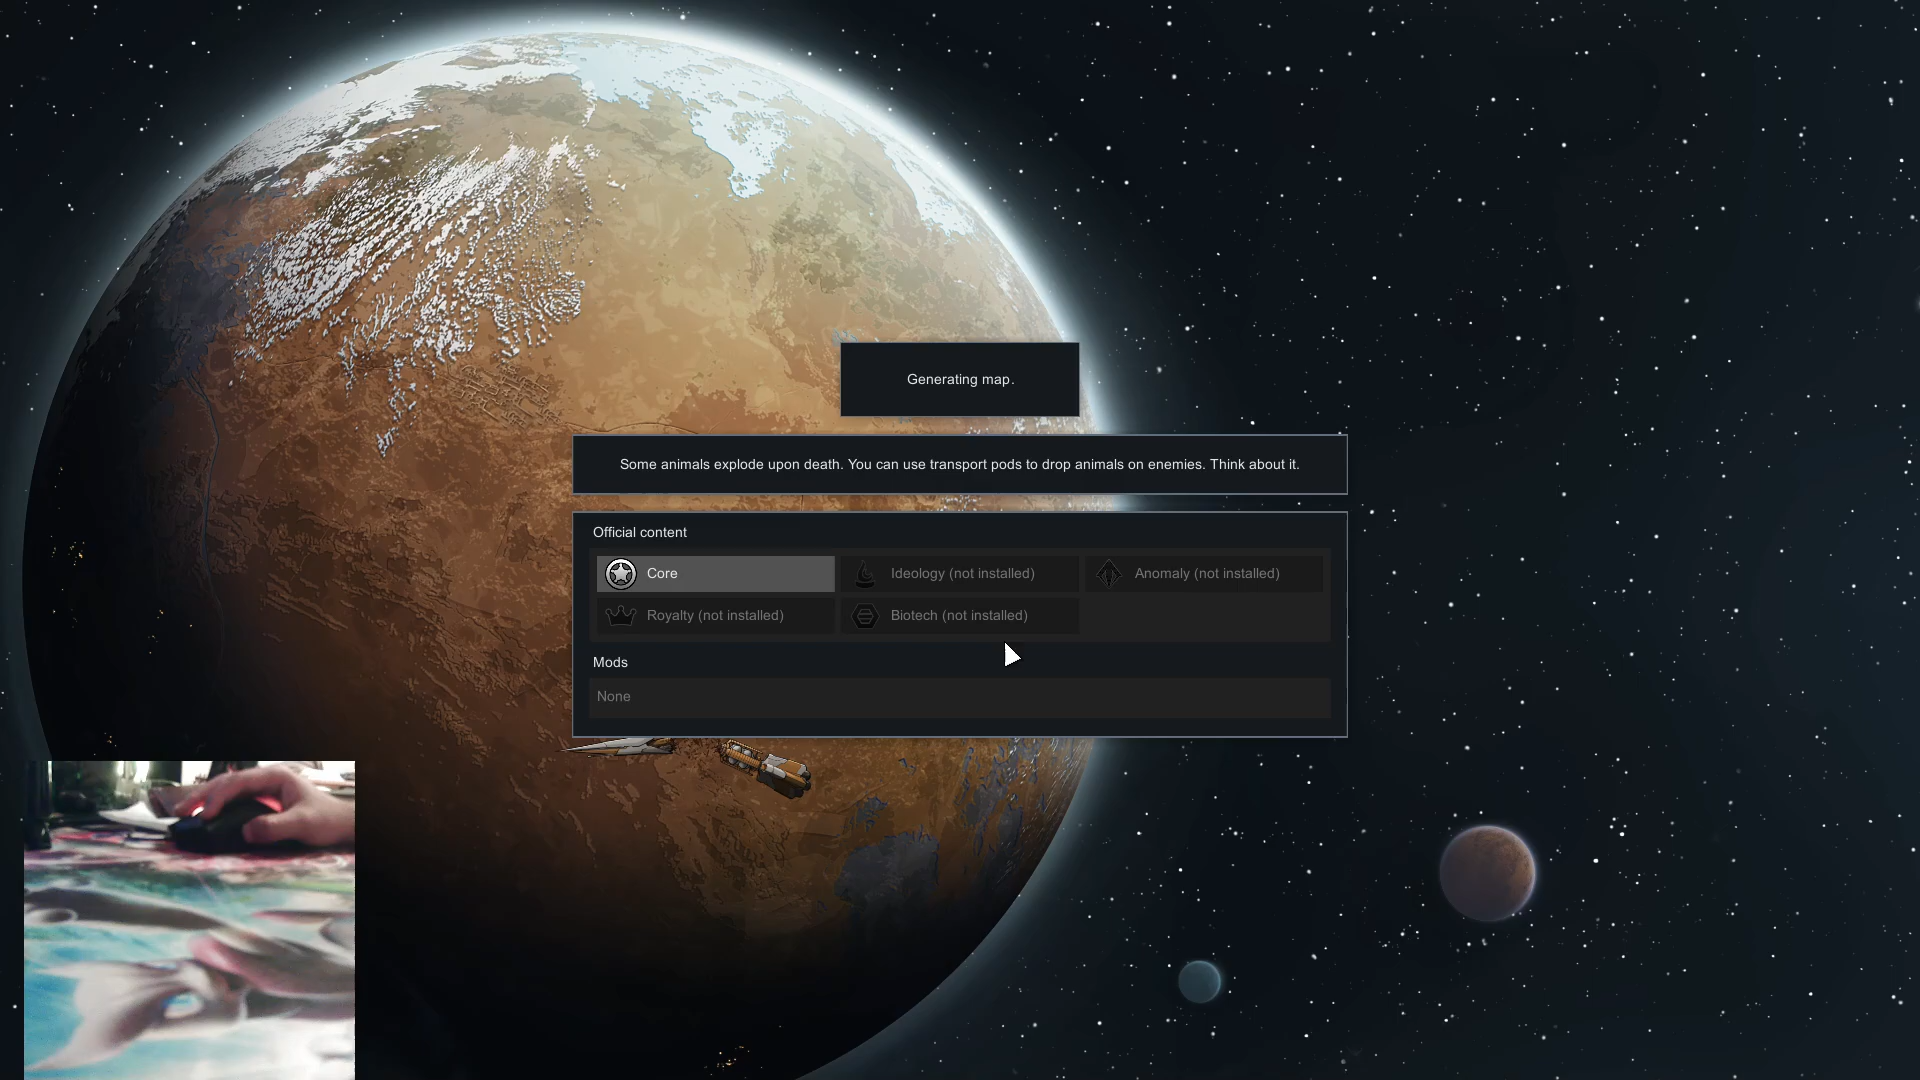 Generating map.
Some animals explode upon death. You can use transport pods to drop animals on enemies. Think about it.
Official content
Core
Ideology (not installed)
Anomaly (not installed)
Royalty (not installed)
Biotech (not installed)
Mods
None